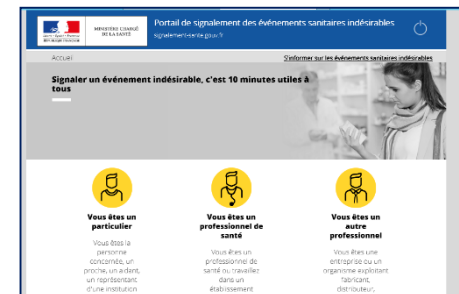 MINISTÈRE CHARGÉ
DE LA SANTÉ
Portail de signalement des événements sanitaires indésirables
signalement-sante.gouv.fr
Accueil
S'informer sur les événements sanitaires indésirables
Signaler un événement indésirable, c'est 10 minutes utiles à
tous
Vous êtes un
particulier
Vous êtes la
personne
concernée, un
proche, un aidant,
un représentant
d'une institution
Vous êtes un
professionnel de
santé
Vous êtes un
professionnel de
santé ou travaillez
dans un
établissement
Vous êtes un
autre
professionnel
Vous êtes une
entreprise ou un
organisme exploitant
fabricant,
distributeur,